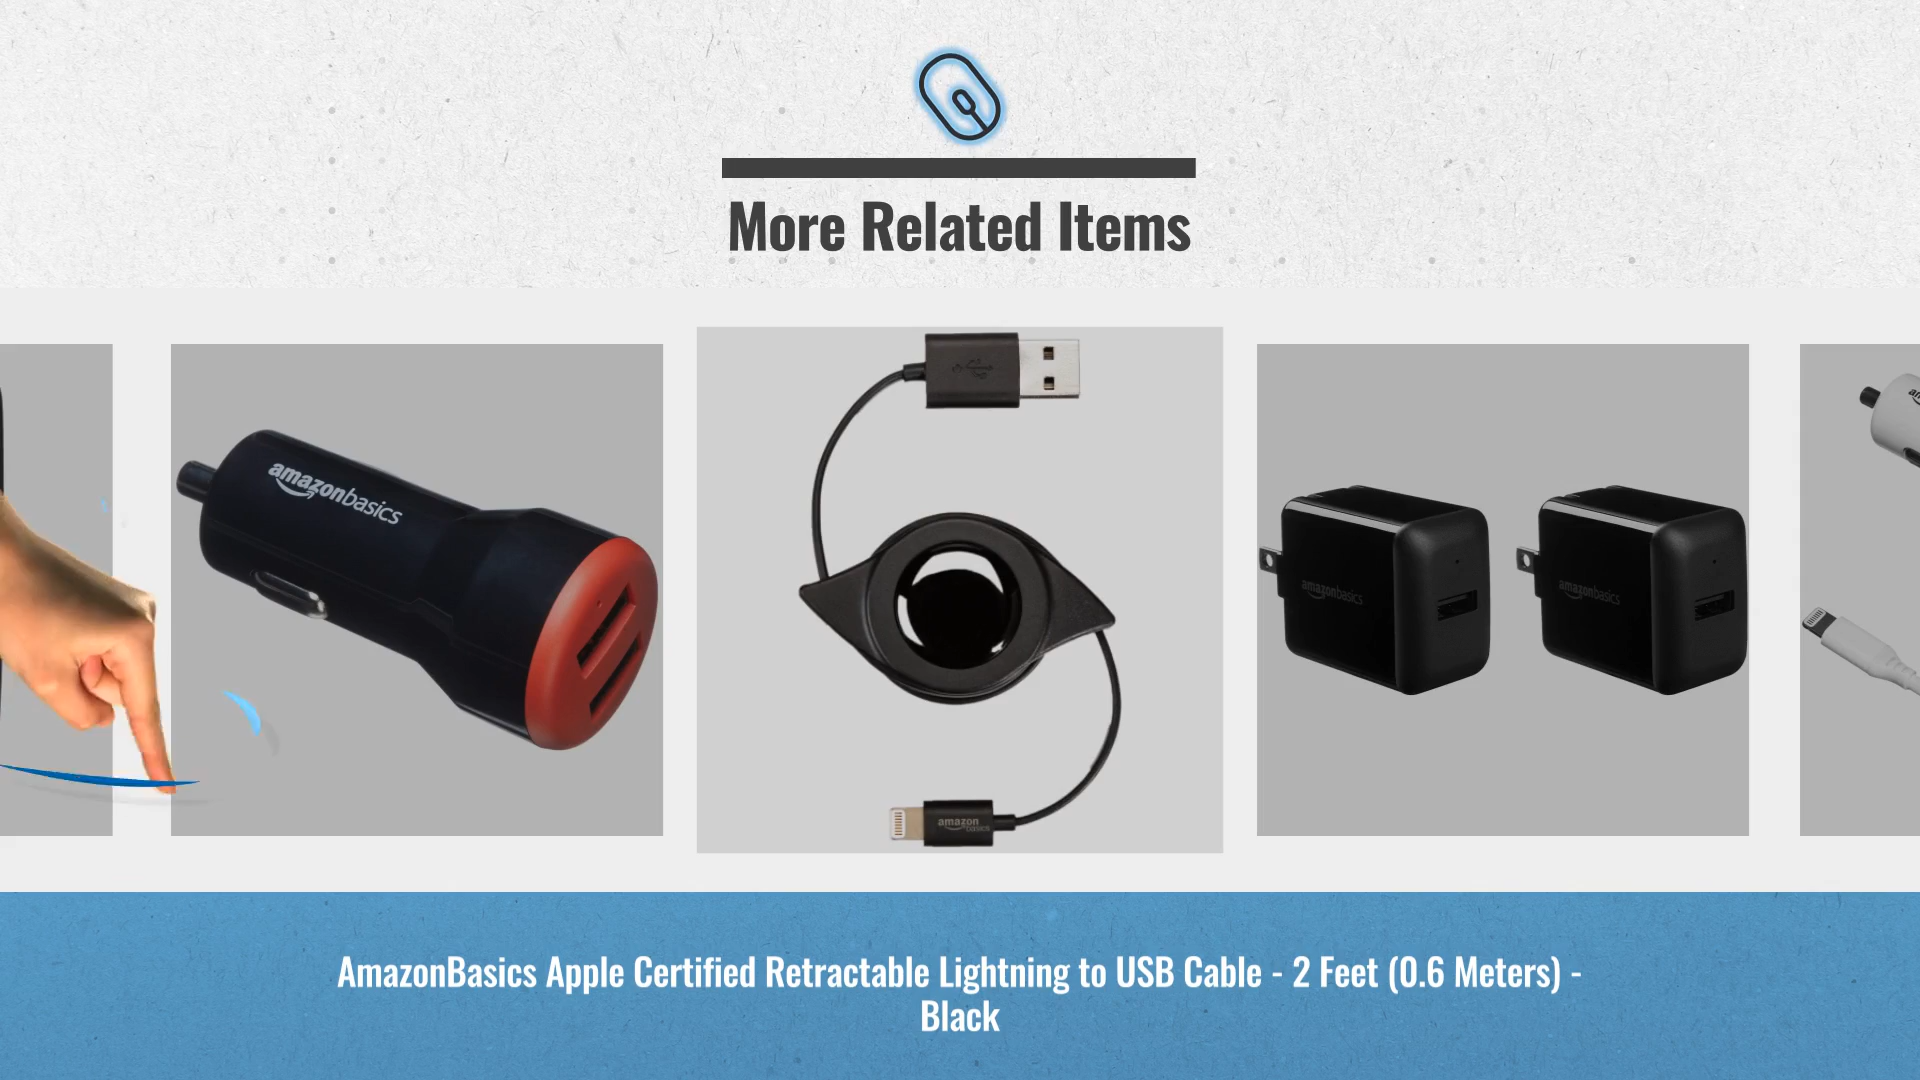 More Related Items
amazonbasics
amazon
basics
amazonbasics
amazonbasics
AmazonBasics Apple Certified Retractable Lightning to USB Cable - 2 Feet (0.6 Meters) -
Black